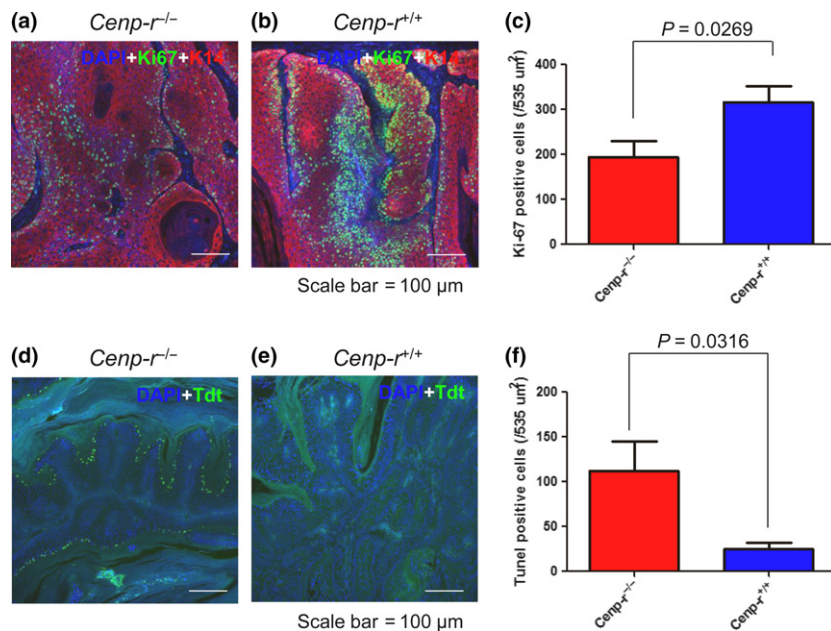 (a) Cenp-r–/–
DAPI+Ki67+K14
(b) Cenp-r+/+
DAPI+Ki67+K14
Scale bar = 100 µm
(c)
P = 0.0269
Ki-67 positive cells (/535 um2)
400
300
200
100
0
Cenp-r–/–
Cenp-r+/+
(d) Cenp-r–/–
DAPI+Tdt
(e) Cenp-r+/+
DAPI+Tdt
Scale bar = 100 µm
(f)
P = 0.0316
Tunel positive cells (/535 um2)
200
150
100
50
0
Cenp-r–/–
Cenp-r+/+